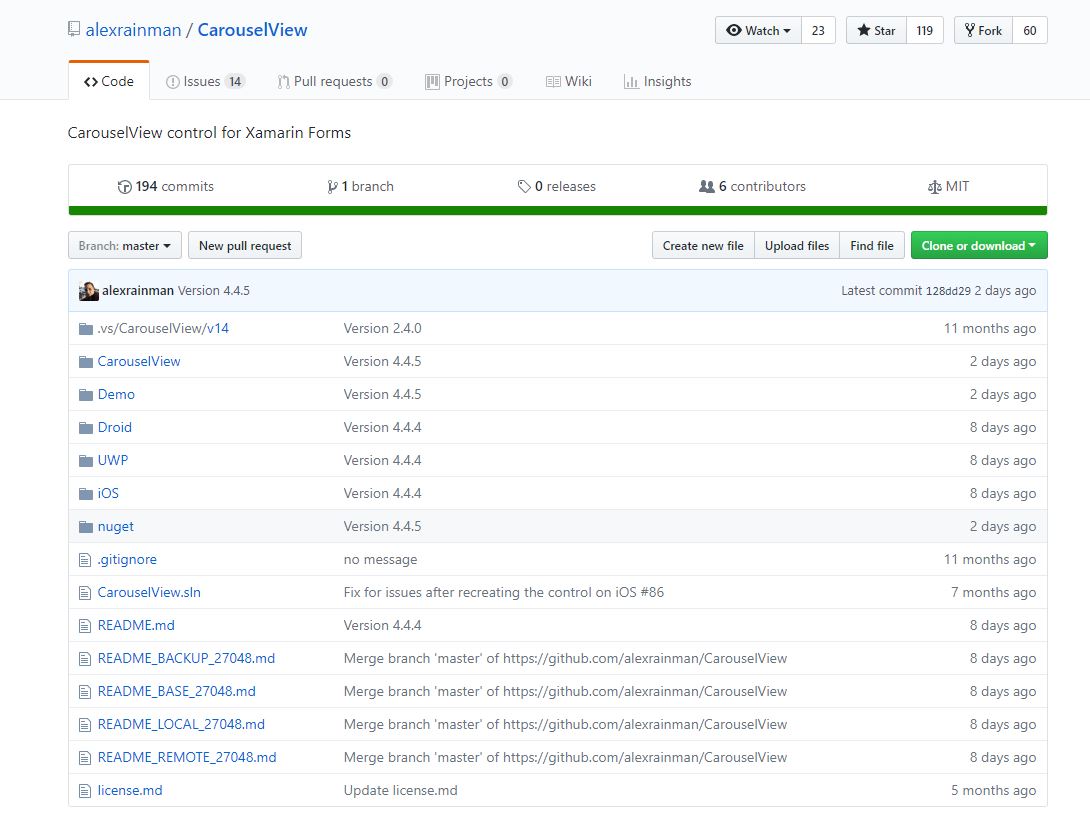 alexrainman / CarouselView Watch 23 Star 119 Fork 60
Code Issues 14 Pull requests 0 Projects 0 Wiki Insights
CarouselView control for Xamarin Forms
194 commits 1 branch 0 releases 6 contributors MIT
Branch: master New pull request Create new file Upload files Find file Clone or download
alexrainman Version 4.4.5 Latest commit 128dd29 2 days ago
.vs/CarouselView/v14 Version 2.4.0 11 months ago
CarouselView Version 4.4.5 2 days ago
Demo Version 4.4.5 2 days ago
Droid Version 4.4.4 8 days ago
UWP Version 4.4.4 8 days ago
iOS Version 4.4.4 8 days ago
nuget Version 4.4.5 2 days ago
.gitignore no message 11 months ago
CarouselView.sln Fix for issues after recreating the control on iOS #86 7 months ago
README.md Version 4.4.4 8 days ago
README_BACKUP_27048.md Merge branch 'master' of https://github.com/alexrainman/CarouselView 8 days ago
README_BASE_27048.md Merge branch 'master' of https://github.com/alexrainman/CarouselView 8 days ago
README_LOCAL_27048.md Merge branch 'master' of https://github.com/alexrainman/CarouselView 8 days ago
README_REMOTE_27048.md Merge branch 'master' of https://github.com/alexrainman/CarouselView 8 days ago
license.md Update license.md 5 months ago